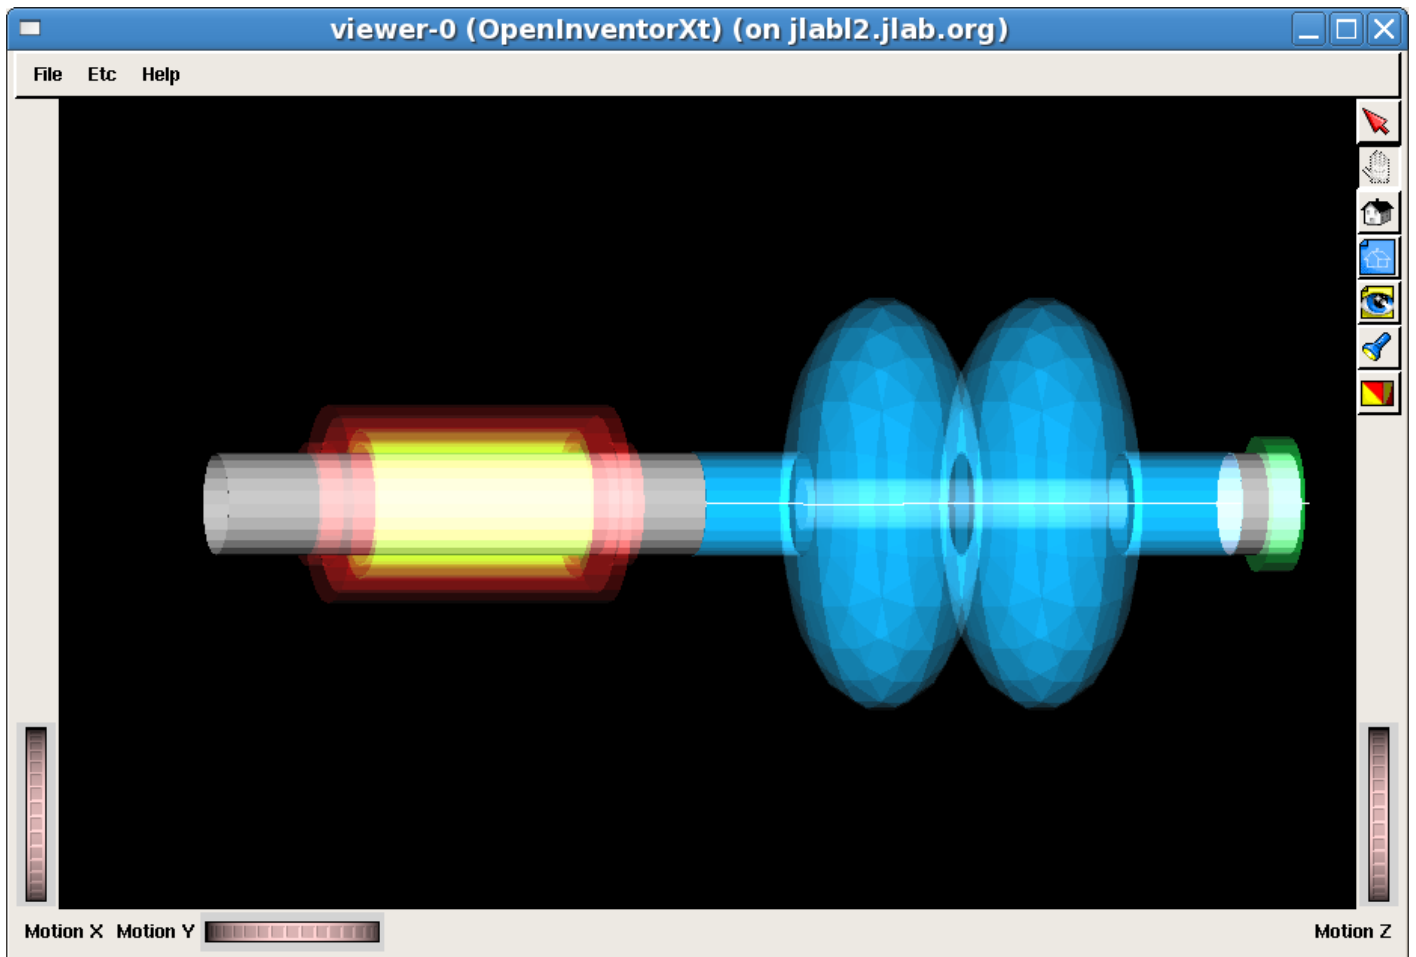 viewer-0 (OpenInventorXt) (on jlabl2.jlab.org)
File Etc Help
Motion X Motion Y Motion Z